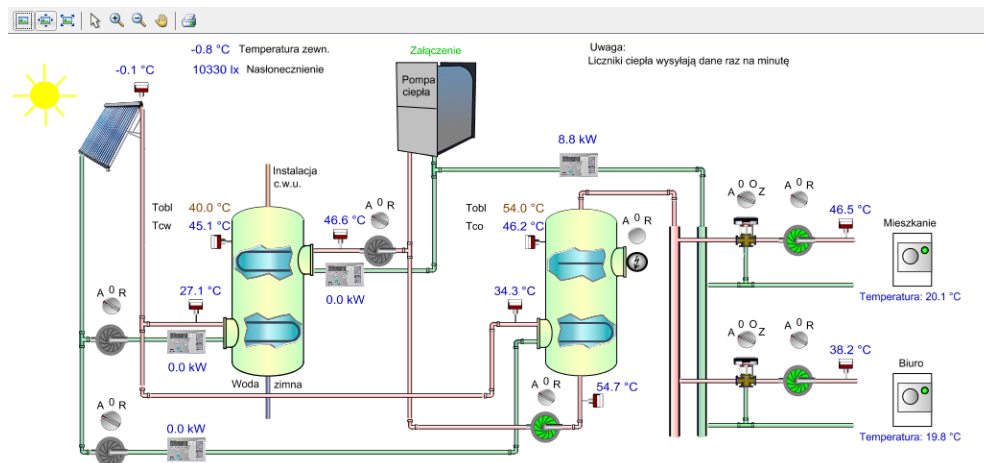 -0.8 °C Temperatura zewn.
10330 lx Nasłonecznienie
Załączenie
Uwaga:
Liczniki ciepła wysyłają dane raz na minutę
-0.1 °C
Pompa
ciepła
8.8 kW
Instalacja
c.w.u.
Tobl 40.0 °C
Tcw 45.1 °C
46.6 °C
A 0 R
Tobl 54.0 °C
Tco 46.2 °C
A 0 R
A 0 O Z
A 0 R
46.5 °C
Mieszkanie
Temperatura: 20.1 °C
0.0 kW
27.1 °C
34.3 °C
A 0 R
0.0 kW
A 0 O Z
A 0 R
38.2 °C
Biuro
Temperatura: 19.8 °C
Woda zimna
A 0 R
54.7 °C
A 0 R
0.0 kW